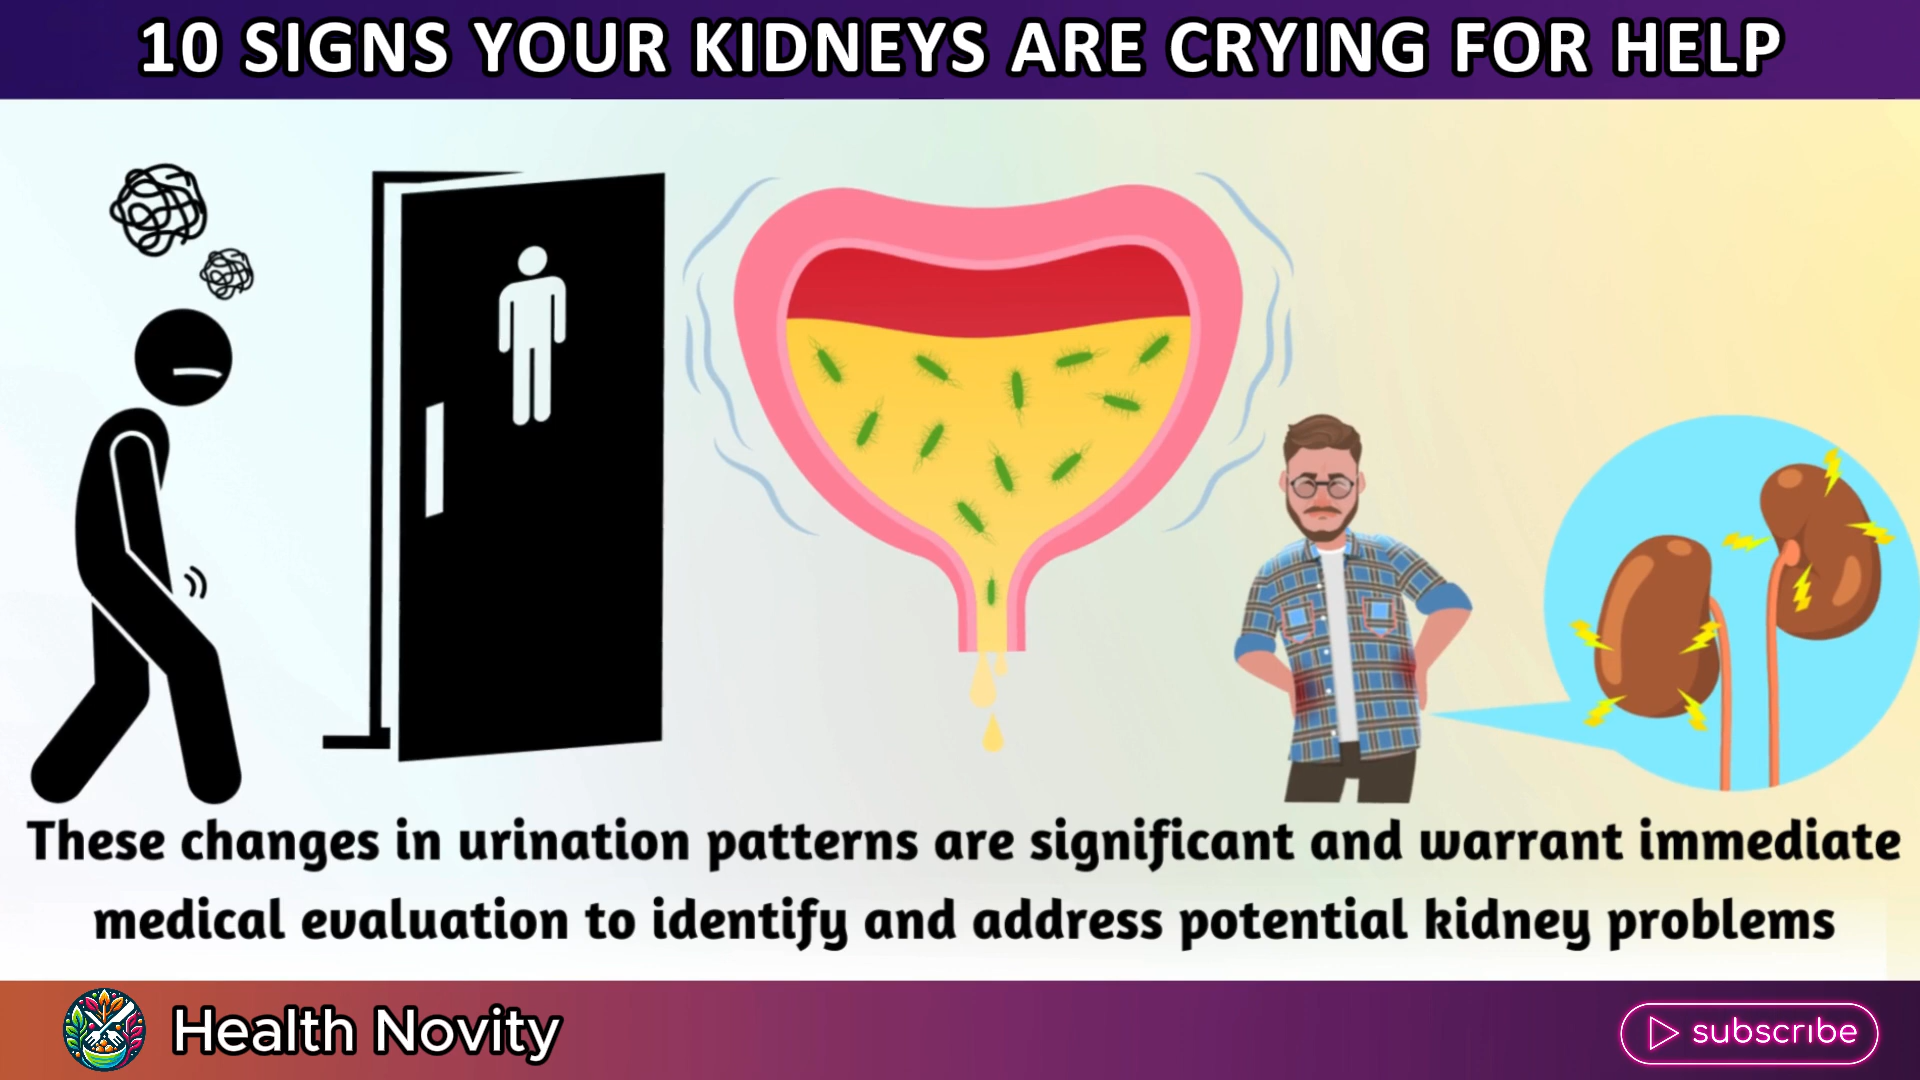 10 SIGNS YOUR KIDNEYS ARE CRYING FOR HELP
These changes in urination patterns are significant and warrant immediate
medical evaluation to identify and address potential kidney problems
Health Novity
subscribe